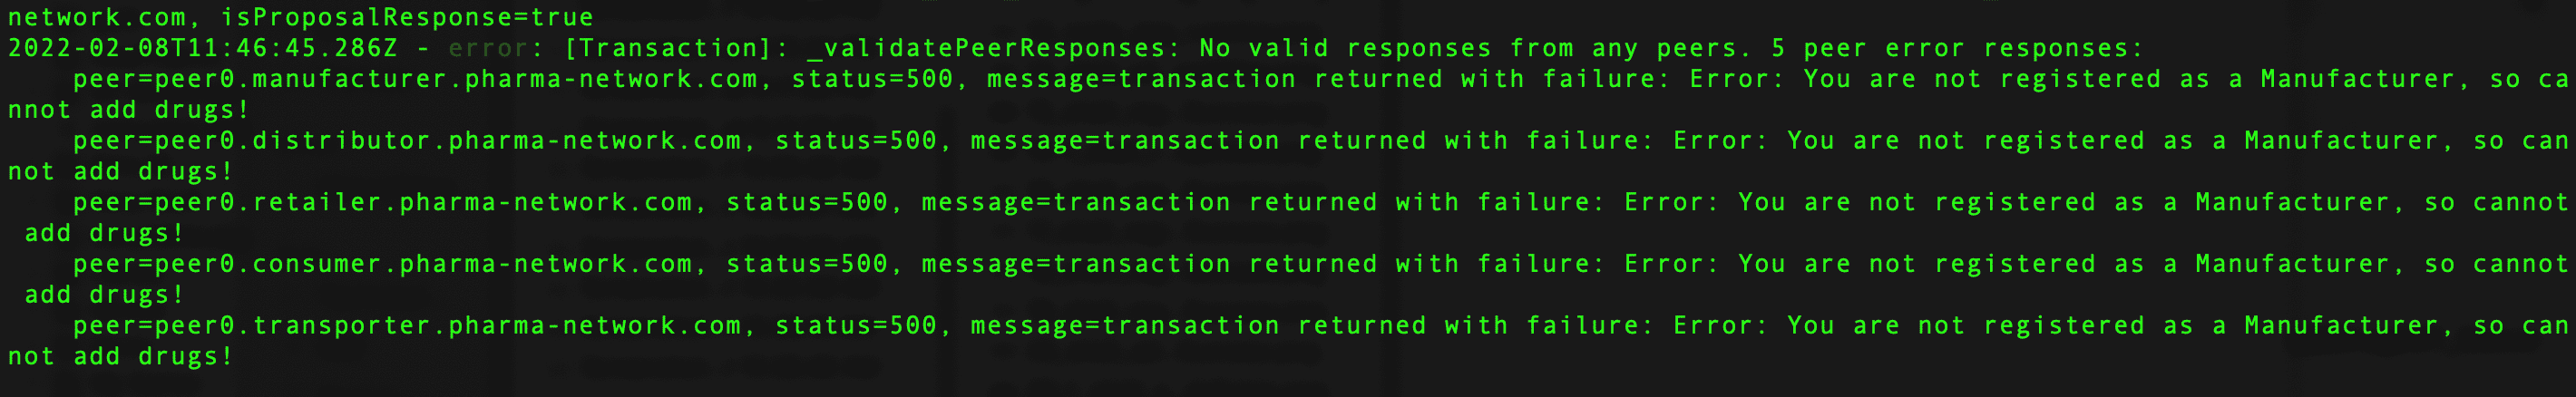 network.com, isProposalResponse=true
2022-02-08T11:46:45.286Z - error: [Transaction]: _validatePeerResponses: No valid responses from any peers. 5 peer error responses:
    peer=peer0.manufacturer.pharma-network.com, status=500, message=transaction returned with failure: Error: You are not registered as a Manufacturer, so ca
nnot add drugs!
    peer=peer0.distributor.pharma-network.com, status=500, message=transaction returned with failure: Error: You are not registered as a Manufacturer, so can
not add drugs!
    peer=peer0.retailer.pharma-network.com, status=500, message=transaction returned with failure: Error: You are not registered as a Manufacturer, so cannot
 add drugs!
    peer=peer0.consumer.pharma-network.com, status=500, message=transaction returned with failure: Error: You are not registered as a Manufacturer, so cannot
 add drugs!
    peer=peer0.transporter.pharma-network.com, status=500, message=transaction returned with failure: Error: You are not registered as a Manufacturer, so can
not add drugs!